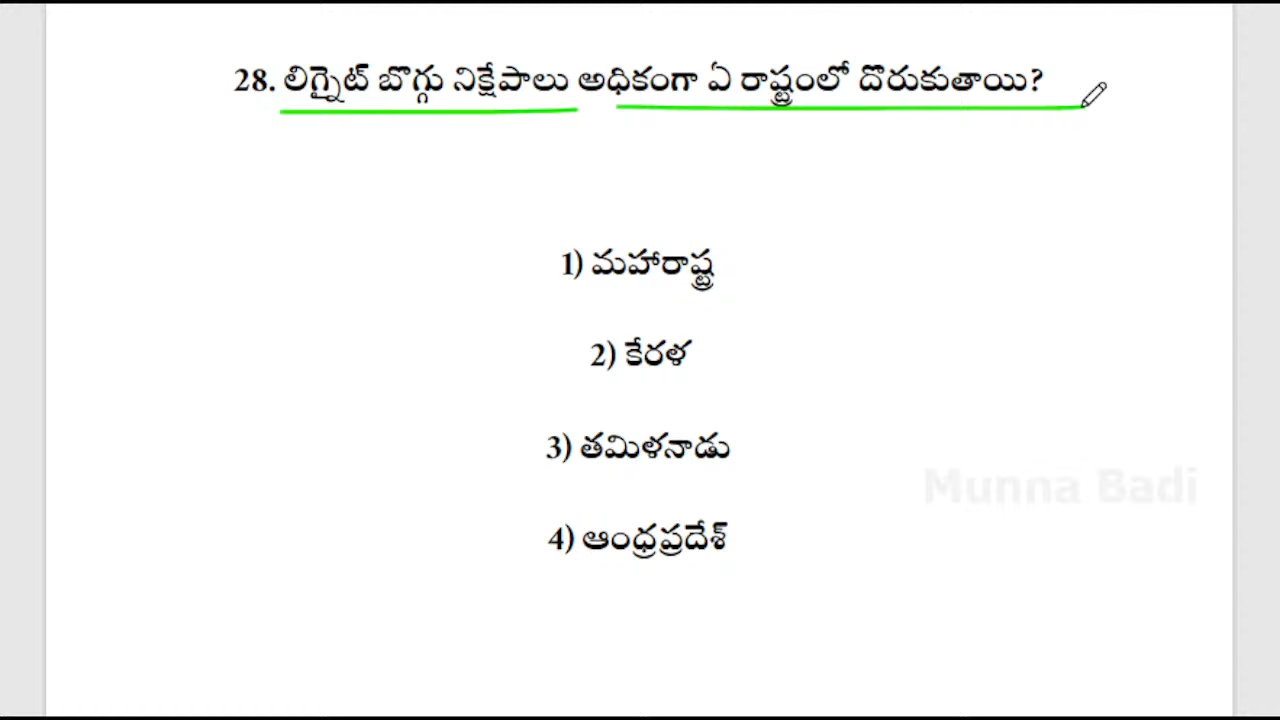 28. లిగ్నైట్ బొగ్గు నిక్షేపాలు అధికంగా ఏ రాష్ట్రంలో దొరుకుతాయి?
1) మహారాష్ట్ర
2) కేరళ
3) తమిళనాడు
Munna Badi
4) ఆంధ్రప్రదేశ్